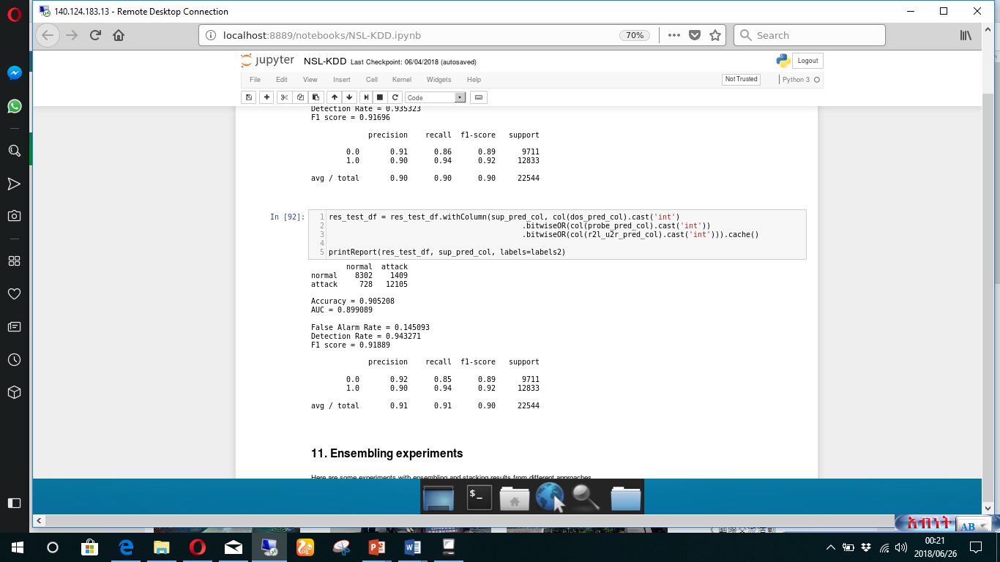 140.124.183.13 - Remote Desktop Connection
localhost:8889/notebooks/NSL-KDD.ipynb
70%
Search
jupyter NSL-KDD Last Checkpoint: 06/04/2018 (autosaved)
Logout
File Edit View Insert Cell Kernel Widgets Help
Not Trusted
Python 3
Code
Detection Rate = 0.935323
F1 score = 0.91696
precision recall f1-score support
0.0 0.91 0.86 0.89 9711
1.0 0.90 0.94 0.92 12833
avg / total 0.90 0.90 0.90 22544
In [92]:
1 res_test_df = res_test_df.withColumn(sup_pred_col, col(dos_pred_col).cast('int')
2 .bitwiseOR(col(probe_pred_col).cast('int'))
3 .bitwiseOR(col(r2l_u2r_pred_col).cast('int'))).cache()
4
5 printReport(res_test_df, sup_pred_col, labels=labels2)
normal attack
normal 8302 1409
attack 728 12105
Accuracy = 0.905208
AUC = 0.899089
False Alarm Rate = 0.145093
Detection Rate = 0.943271
F1 score = 0.91889
precision recall f1-score support
0.0 0.92 0.85 0.89 9711
1.0 0.90 0.94 0.92 12833
avg / total 0.91 0.91 0.90 22544
11. Ensembling experiments
Here are some experiments with ensembling and stacking results from different approaches
$_
國際交流活動
AB
00:21
2018/06/26